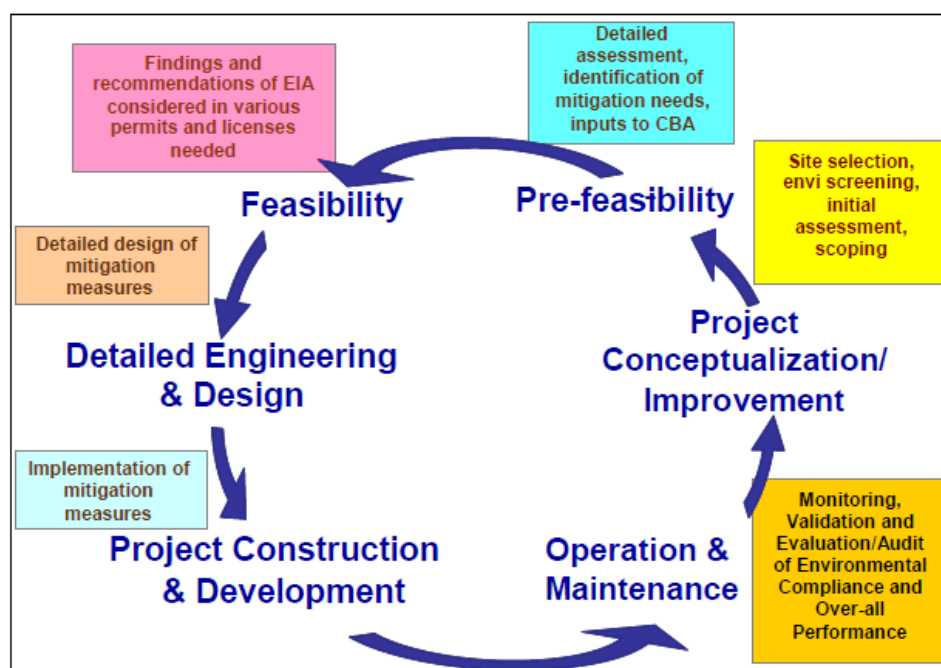 Findings and
recommendations of EIA
considered in various
permits and licenses
needed
Detailed
assessment,
identification of
mitigation needs,
inputs to CBA
Site selection,
envi screening,
initial
assessment,
scoping
Feasibility
Pre-feasibility
Detailed design of
mitigation
measures
Project
Conceptualization/
Improvement
Detailed Engineering
& Design
Implementation of
mitigation
measures
Project Construction
& Development
Operation &
Maintenance
Monitoring,
Validation and
Evaluation/Audit
of Environmental
Compliance and
Over-all
Performance